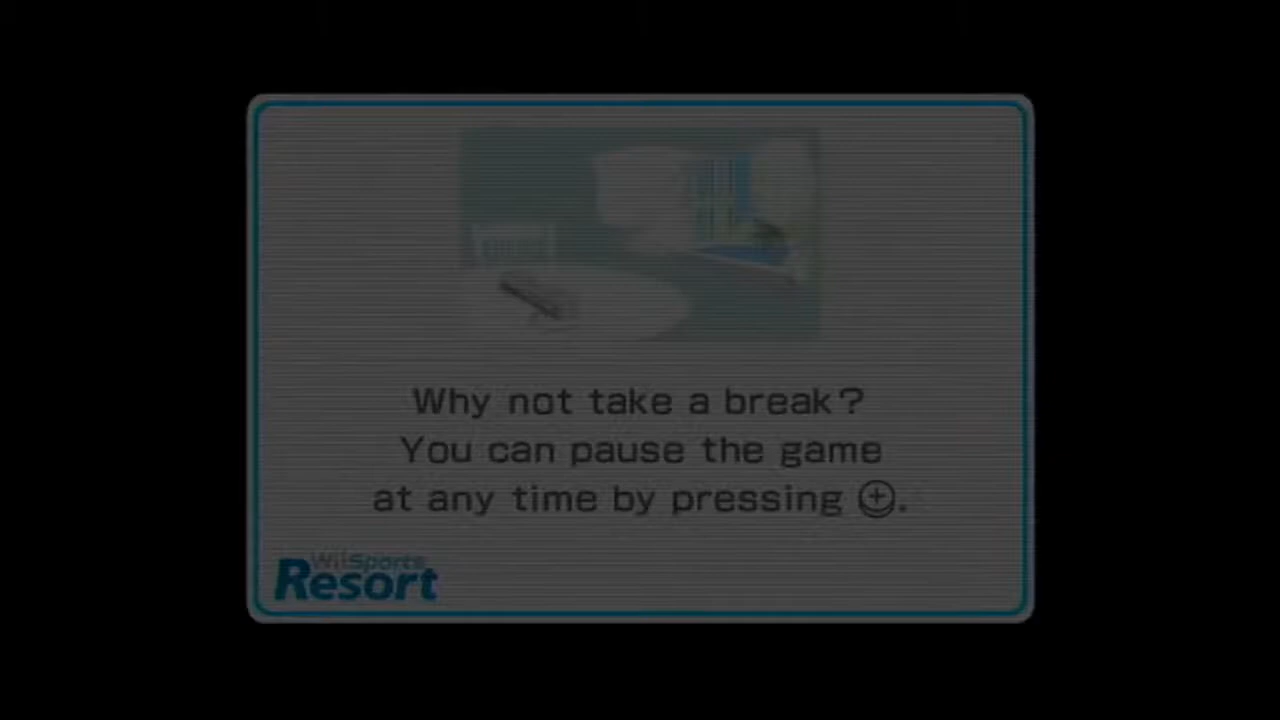 Why not take a break?
You can pause the game
at any time by pressing ⊕.
Wii Sports
Resort